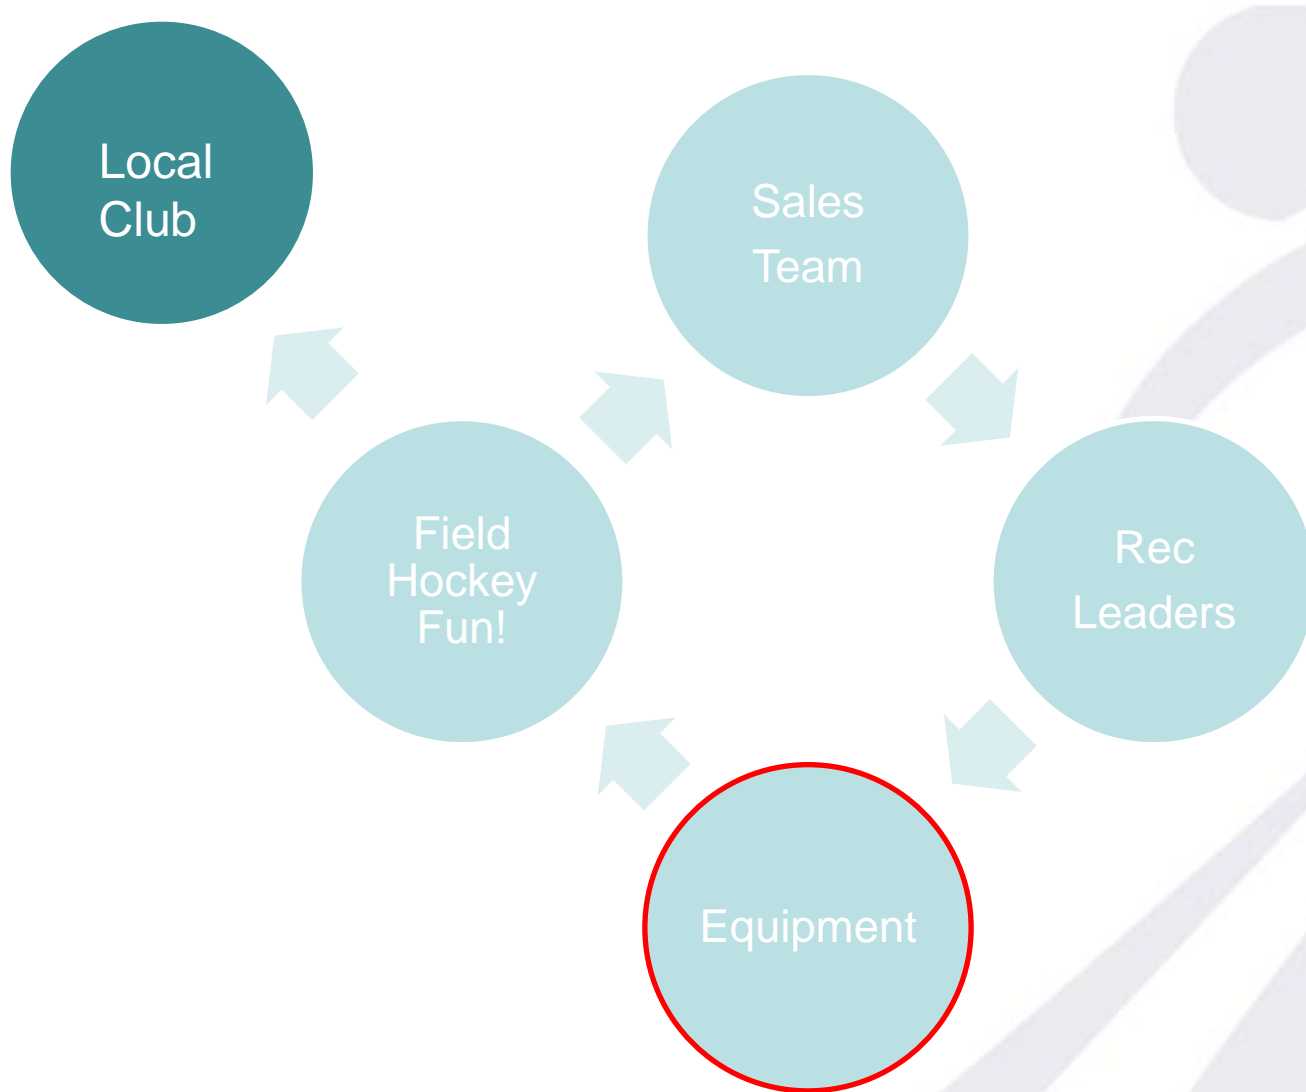 Local
Club
Sales
Team
Field
Hockey
Fun!
Rec
Leaders
Equipment